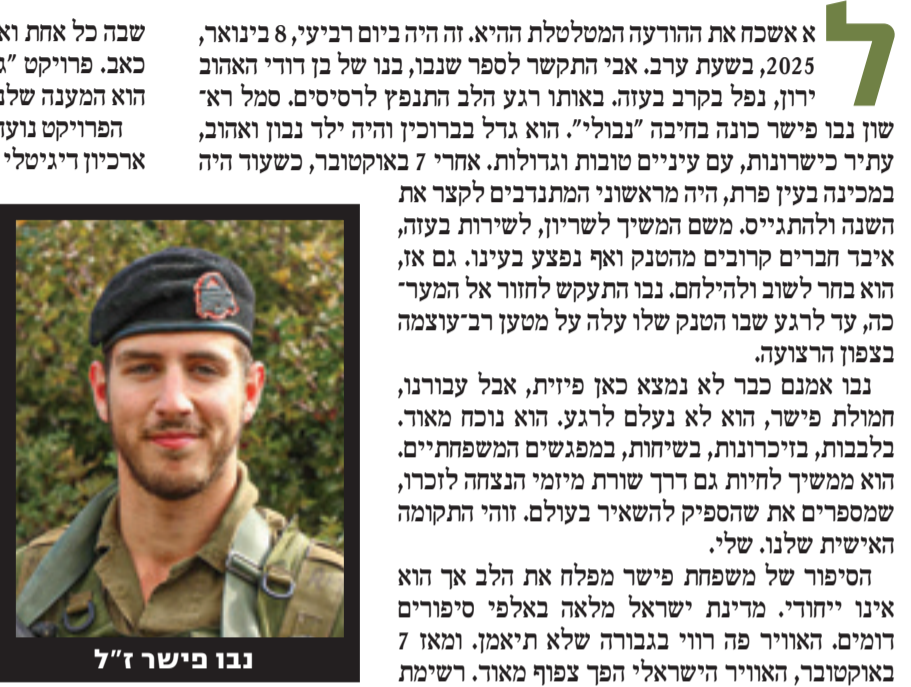 לא אשכח את ההודעה המטלטלת ההיא. זה היה ביום רביעי, 8 בינואר,
2025, בשעת ערב. אבי התקשר לספר שנבו, בנו של בן דודי האהוב
ירון, נפל בקרב בעזה. באותו רגע הלב התנפץ לרסיסים. סמל רא־
שון נבו פישר כונה בחיבה "נבולי". הוא גדל בברוכין והיה ילד נבון ואהוב,
עתיר כישרונות, עם עיניים טובות וגדולות. אחרי 7 באוקטובר, כשעוד היה
במכינה בעין פרת, היה מראשוני המתנדבים לקצר את
השנה ולהתגייס. משם המשיך לשריון, לשירות בעזה,
איבד חברים קרובים מהטנק ואף נפצע בעינו. גם אז,
הוא בחר לשוב ולהילחם. נבו התעקש לחזור אל המער־
כה, עד לרגע שבו הטנק שלו עלה על מטען רב־עוצמה
בצפון הרצועה.
נבו אמנם כבר לא נמצא כאן פיזית, אבל עבורנו,
חמולת פישר, הוא לא נעלם לרגע. הוא נוכח מאוד.
בלבבות, בזיכרונות, בשיחות, במפגשים המשפחתיים.
הוא ממשיך לחיות גם דרך שורת מיזמי הנצחה לזכרו,
שמספרים את שהספיק להשאיר בעולם. זוהי התקומה
האישית שלנו. שלי.
הסיפור של משפחת פישר מפלח את הלב אך הוא
אינו ייחודי. מדינת ישראל מלאה באלפי סיפורים
דומים. האוויר פה רווי בגבורה שלא תיאמן. ומאז 7
באוקטובר, האוויר הישראלי הפך צפוף מאוד. רשימת
שבה כל אחת וא
כאב. פרויקט "ג
הוא המענה שלנ
הפרויקט נועד
ארכיון דיגיטלי
נבו פישר ז"ל